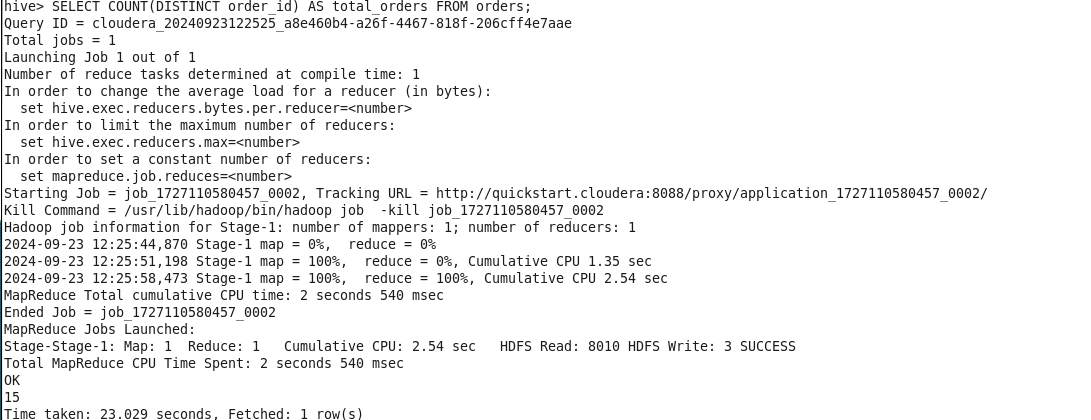 hive> SELECT COUNT(DISTINCT order_id) AS total_orders FROM orders;
Query ID = cloudera_20240923122525_a8e460b4-a26f-4467-818f-206cff4e7aae
Total jobs = 1
Launching Job 1 out of 1
Number of reduce tasks determined at compile time: 1
In order to change the average load for a reducer (in bytes):
  set hive.exec.reducers.bytes.per.reducer=<number>
In order to limit the maximum number of reducers:
  set hive.exec.reducers.max=<number>
In order to set a constant number of reducers:
  set mapreduce.job.reduces=<number>
Starting Job = job_1727110580457_0002, Tracking URL = http://quickstart.cloudera:8088/proxy/application_1727110580457_0002/
Kill Command = /usr/lib/hadoop/bin/hadoop job  -kill job_1727110580457_0002
Hadoop job information for Stage-1: number of mappers: 1; number of reducers: 1
2024-09-23 12:25:44,870 Stage-1 map = 0%,  reduce = 0%
2024-09-23 12:25:51,198 Stage-1 map = 100%,  reduce = 0%, Cumulative CPU 1.35 sec
2024-09-23 12:25:58,473 Stage-1 map = 100%,  reduce = 100%, Cumulative CPU 2.54 sec
MapReduce Total cumulative CPU time: 2 seconds 540 msec
Ended Job = job_1727110580457_0002
MapReduce Jobs Launched:
Stage-Stage-1: Map: 1  Reduce: 1   Cumulative CPU: 2.54 sec   HDFS Read: 8010 HDFS Write: 3 SUCCESS
Total MapReduce CPU Time Spent: 2 seconds 540 msec
OK
15
Time taken: 23.029 seconds, Fetched: 1 row(s)